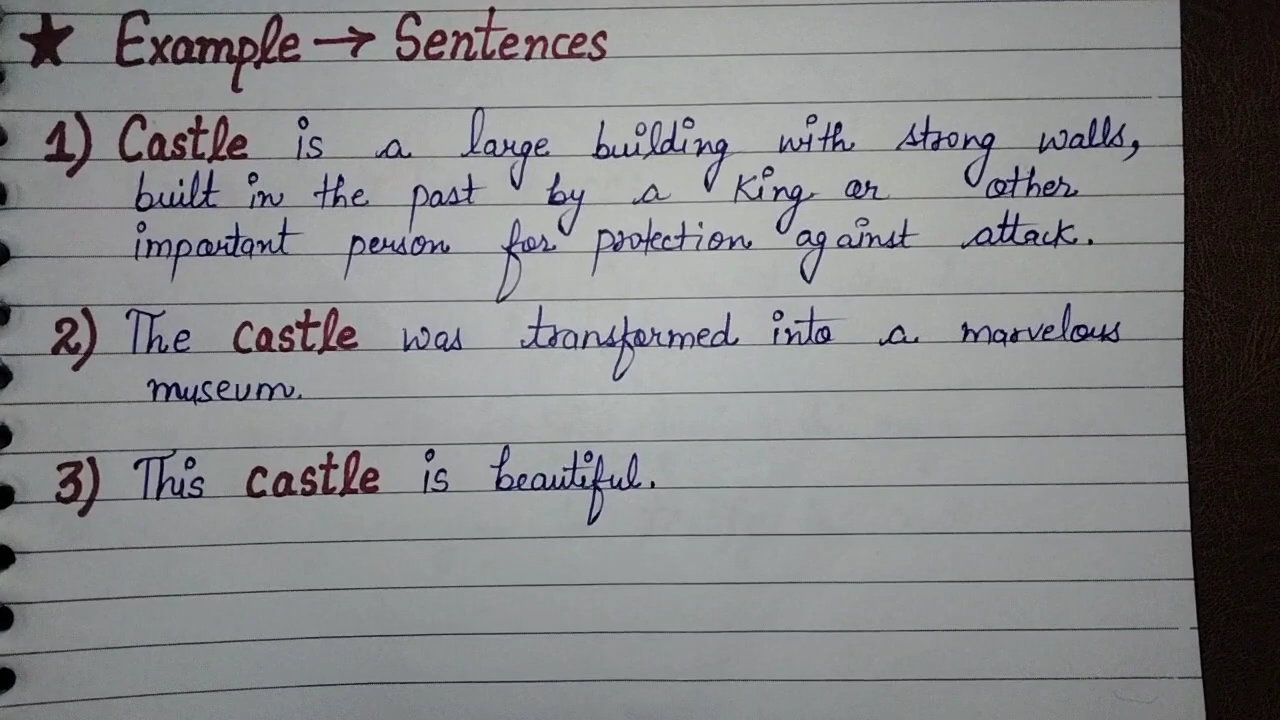 ★ Example → Sentences
1) Castle is a large building with strong walls,
built in the past by a King or other
important person for protection against attack.
2) The castle was transformed into a marvelous
museum.
3) This castle is beautiful.